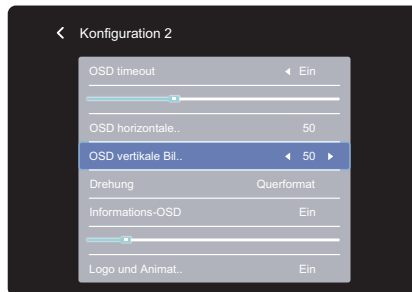 Konfiguration 2
OSD timeout Ein
OSD horizontale.. 50
OSD vertikale Bil.. 50
Drehung Querformat
Informations-OSD Ein
Logo und Animat.. Ein